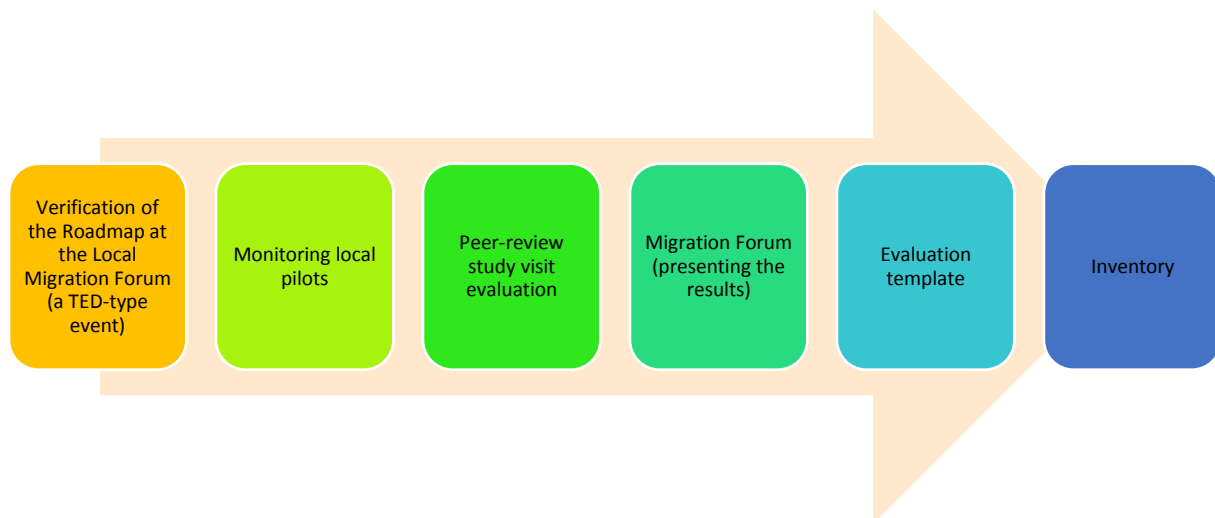 Verification of
the Roadmap at
the Local
Migration Forum
(a TED-type
event)
Monitoring local
pilots
Peer-review
study visit
evaluation
Migration Forum
(presenting the
results)
Evaluation
template
Inventory